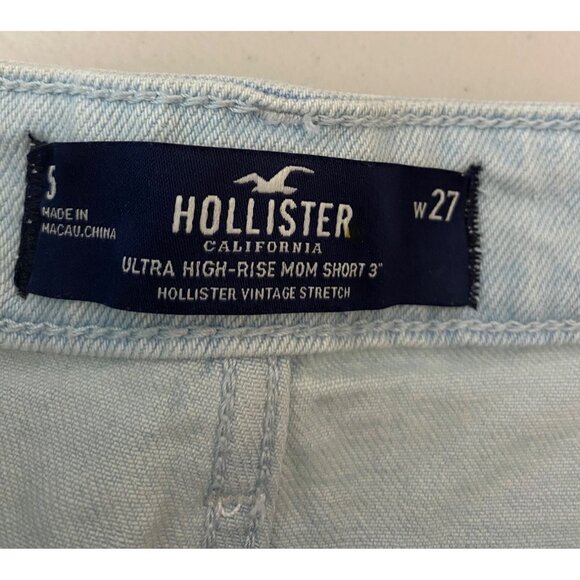 5
MADE IN
MACAU.CHINA
HOLLISTER
CALIFORNIA
ULTRA HIGH-RISE MOM SHORT 3"
HOLLISTER VINTAGE STRETCH
W27